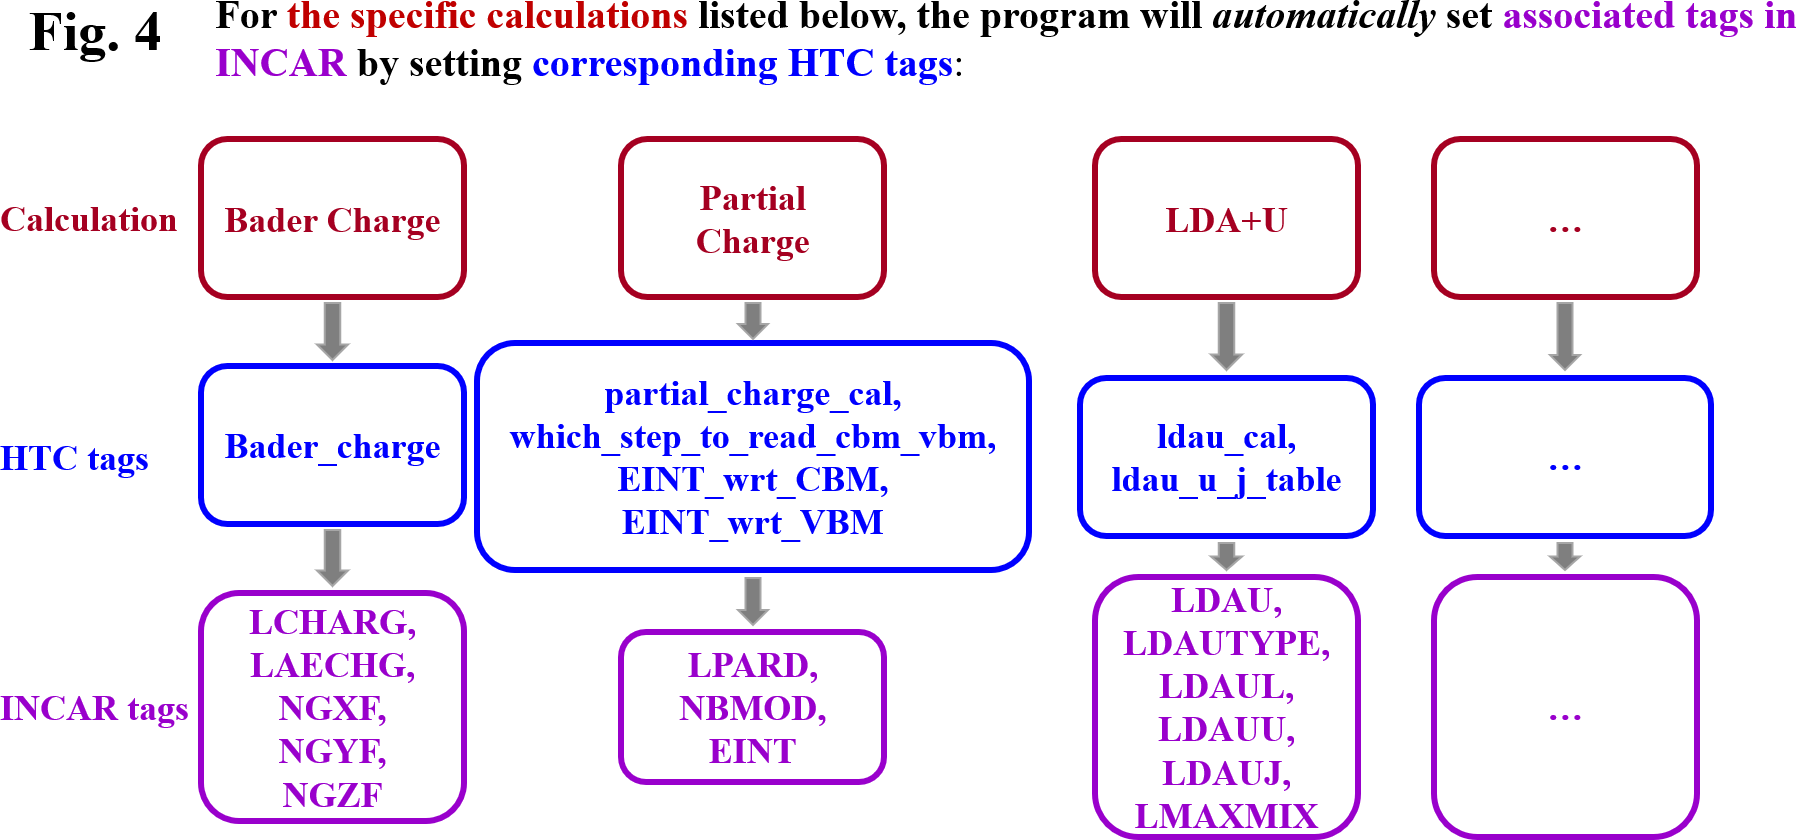 Fig. 4
For the specific calculations listed below, the program will automatically set associated tags in
INCAR by setting corresponding HTC tags:
Calculation
Bader Charge
Partial
Charge
LDA+U
...
HTC tags
Bader_charge
partial_charge_cal,
which_step_to_read_cbm_vbm,
EINT_wrt_CBM,
EINT_wrt_VBM
ldau_cal,
ldau_u_j_table
...
INCAR tags
LCHARG,
LAECHG,
NGXF,
NGYF,
NGZF
LPARD,
NBMOD,
EINT
LDAU,
LDAUTYPE,
LDAUL,
LDAUU,
LDAUJ,
LMAXMIX
...